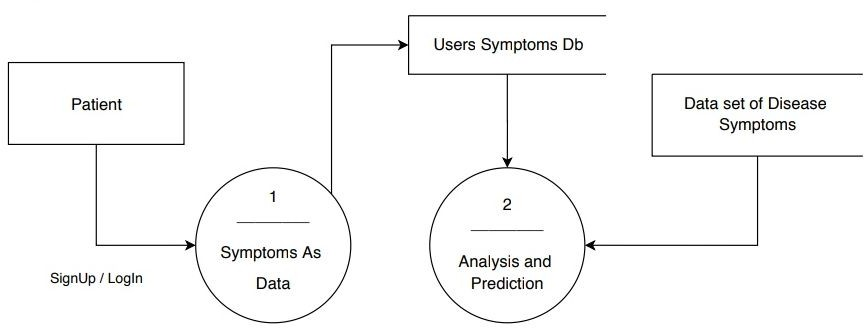 Users Symptoms Db
Patient
Data set of Disease
Symptoms
1
Symptoms As
Data
2
Analysis and
Prediction
SignUp / LogIn